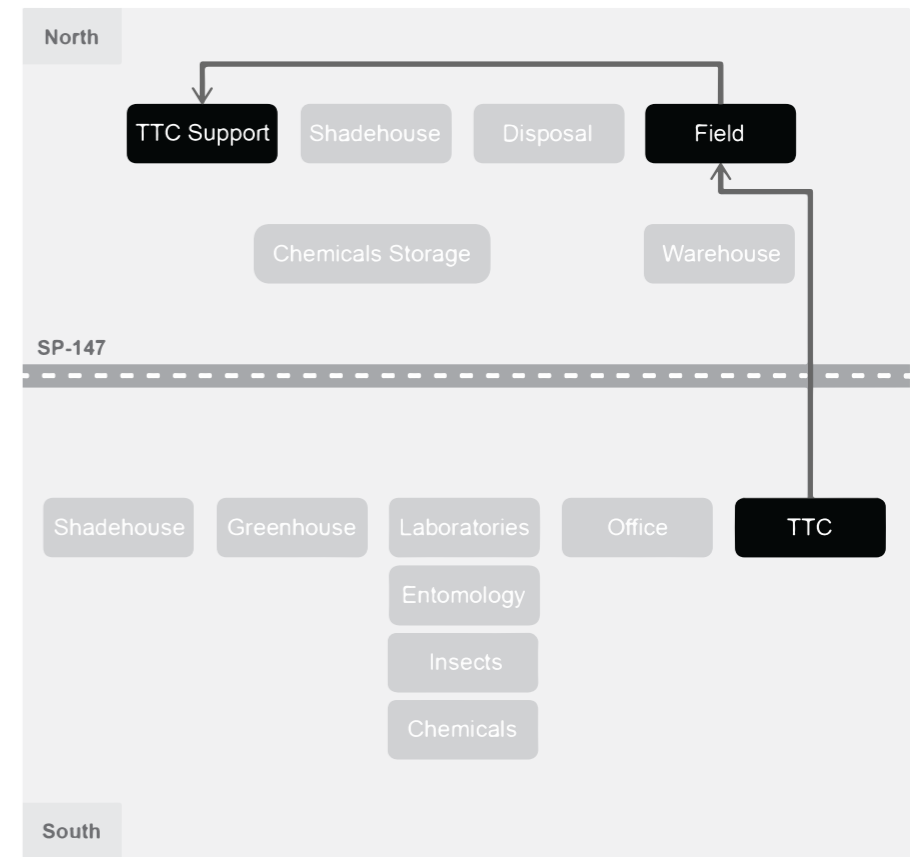 North
TTC Support
Shadehouse
Disposal
Field
Chemicals Storage
Warehouse
SP-147
Shadehouse
Greenhouse
Laboratories
Office
TTC
Entomology
Insects
Chemicals
South